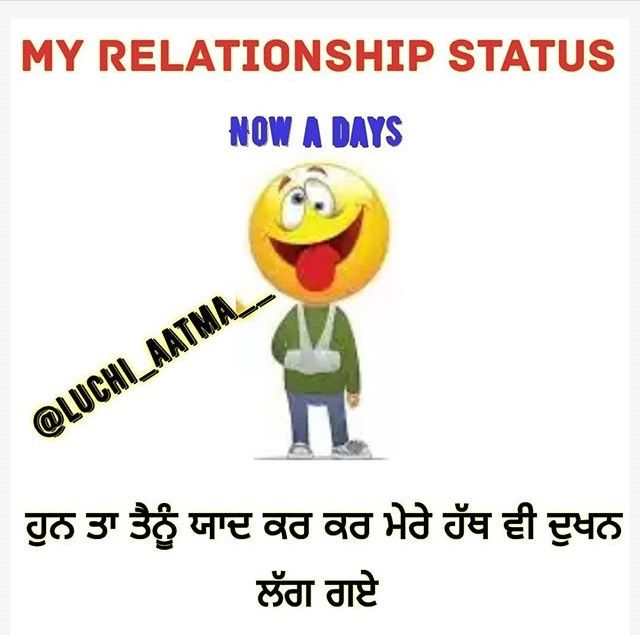 MY RELATIONSHIP STATUS
NOW A DAYS
@LUCHI_AATMA__
ਹੁਨ ਤਾ ਤੈਨੂੰ ਯਾਦ ਕਰ ਕਰ ਮੇਰੇ ਹੱਥ ਵੀ ਦੁਖਨ
ਲੱਗ ਗਏ